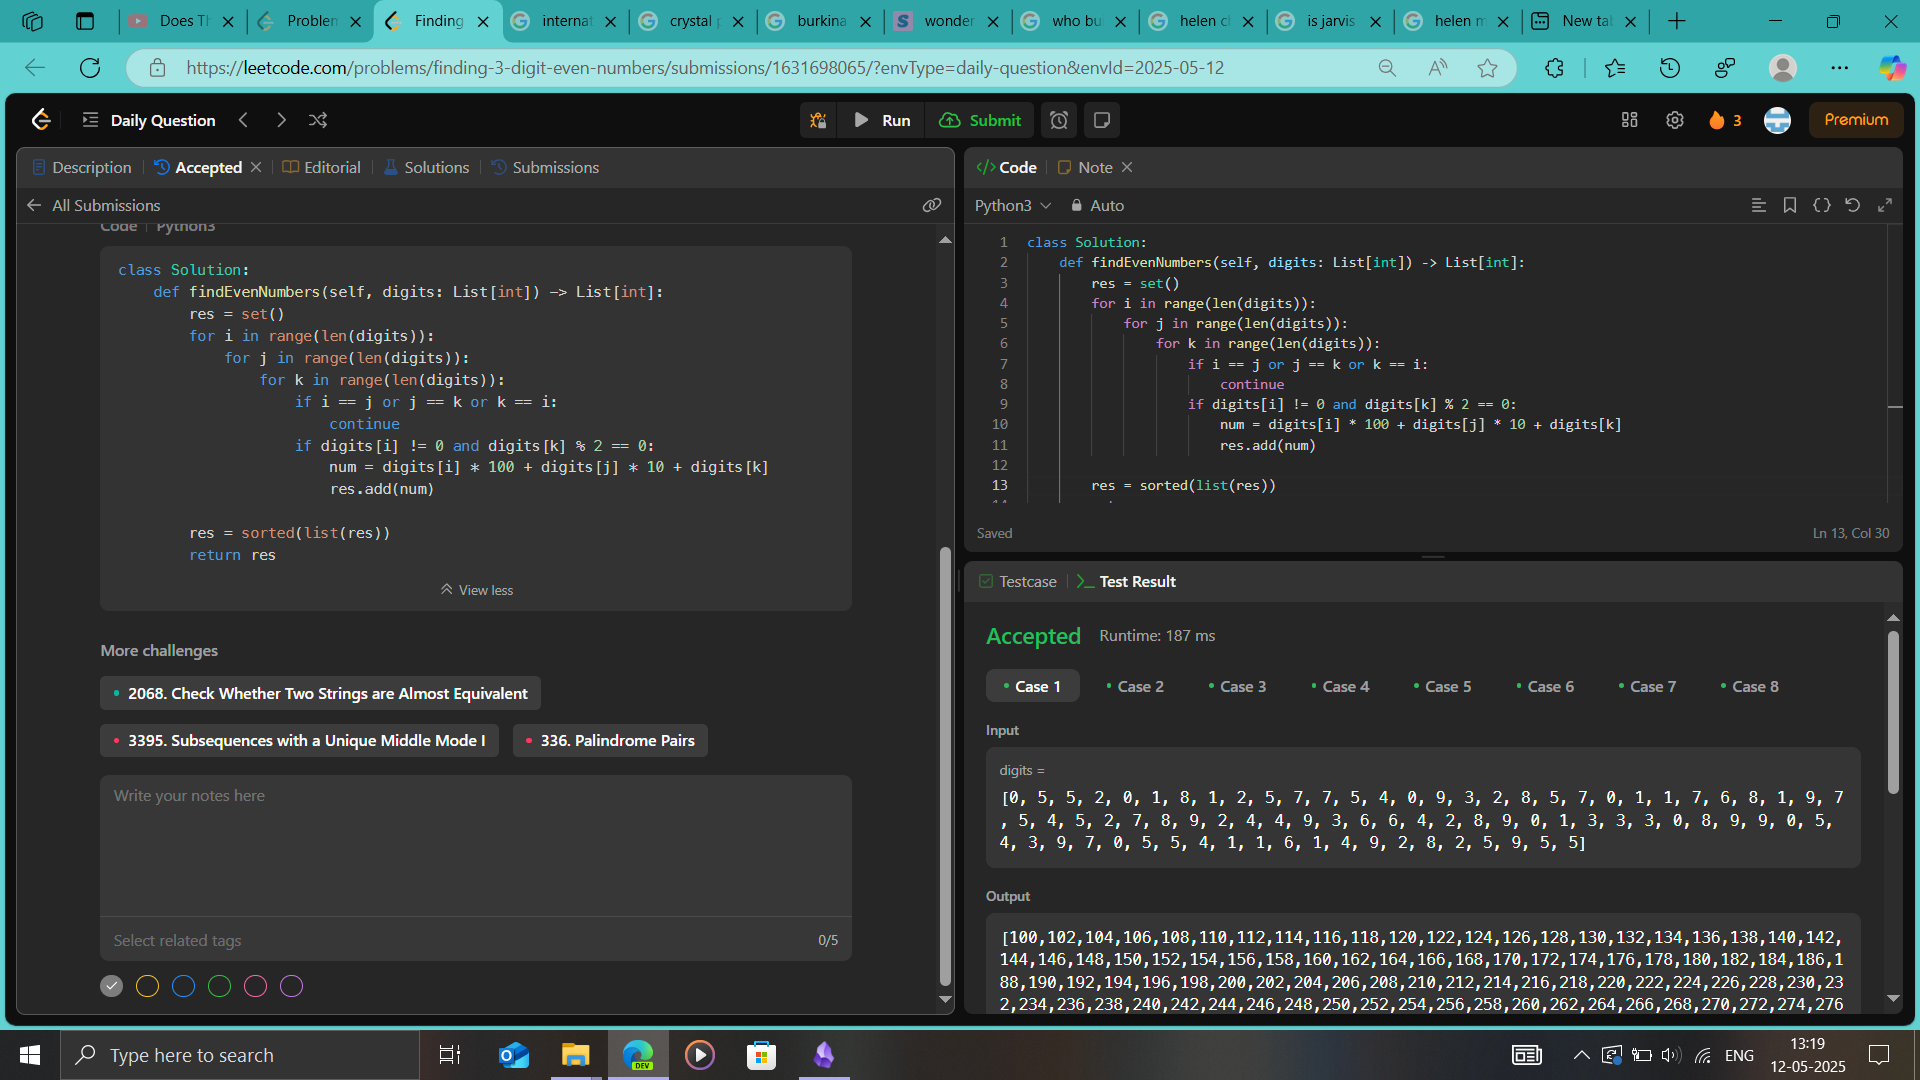 Does Th
Problem
Finding
internat
crystal p
burkina
wonder
who bu
helen cl
is jarvis
helen m
New tab
https://leetcode.com/problems/finding-3-digit-even-numbers/submissions/1631698065/?envType=daily-question&envId=2025-05-12
Daily Question
Run
Submit
3
Premium
Description
Accepted
Editorial
Solutions
Submissions
All Submissions
Code | Python3
class Solution:
    def findEvenNumbers(self, digits: List[int]) -> List[int]:
        res = set()
        for i in range(len(digits)):
            for j in range(len(digits)):
                for k in range(len(digits)):
                    if i == j or j == k or k == i:
                        continue
                    if digits[i] != 0 and digits[k] % 2 == 0:
                        num = digits[i] * 100 + digits[j] * 10 + digits[k]
                        res.add(num)
        res = sorted(list(res))
        return res
View less
More challenges
2068. Check Whether Two Strings are Almost Equivalent
3395. Subsequences with a Unique Middle Mode I
336. Palindrome Pairs
Write your notes here
Select related tags
0/5
</> Code
Note
Python3
Auto
1 class Solution:
2     def findEvenNumbers(self, digits: List[int]) -> List[int]:
3         res = set()
4         for i in range(len(digits)):
5             for j in range(len(digits)):
6                 for k in range(len(digits)):
7                     if i == j or j == k or k == i:
8                         continue
9                     if digits[i] != 0 and digits[k] % 2 == 0:
10                         num = digits[i] * 100 + digits[j] * 10 + digits[k]
11                         res.add(num)
12
13         res = sorted(list(res))
Saved
Ln 13, Col 30
Testcase
Test Result
Accepted
Runtime: 187 ms
Case 1
Case 2
Case 3
Case 4
Case 5
Case 6
Case 7
Case 8
Input
digits =
[0, 5, 5, 2, 0, 1, 8, 1, 2, 5, 7, 7, 5, 4, 0, 9, 3, 2, 8, 5, 7, 0, 1, 1, 7, 6, 8, 1, 9, 7
, 5, 4, 5, 2, 7, 8, 9, 2, 4, 4, 9, 3, 6, 6, 4, 2, 8, 9, 0, 1, 3, 3, 3, 0, 8, 9, 9, 0, 5,
4, 3, 9, 7, 0, 5, 5, 4, 1, 1, 6, 1, 4, 9, 2, 8, 2, 5, 9, 5, 5]
Output
[100,102,104,106,108,110,112,114,116,118,120,122,124,126,128,130,132,134,136,138,140,142,
144,146,148,150,152,154,156,158,160,162,164,166,168,170,172,174,176,178,180,182,184,186,1
88,190,192,194,196,198,200,202,204,206,208,210,212,214,216,218,220,222,224,226,228,230,23
2,234,236,238,240,242,244,246,248,250,252,254,256,258,260,262,264,266,268,270,272,274,276
Type here to search
DEV
ENG
13:19
12-05-2025